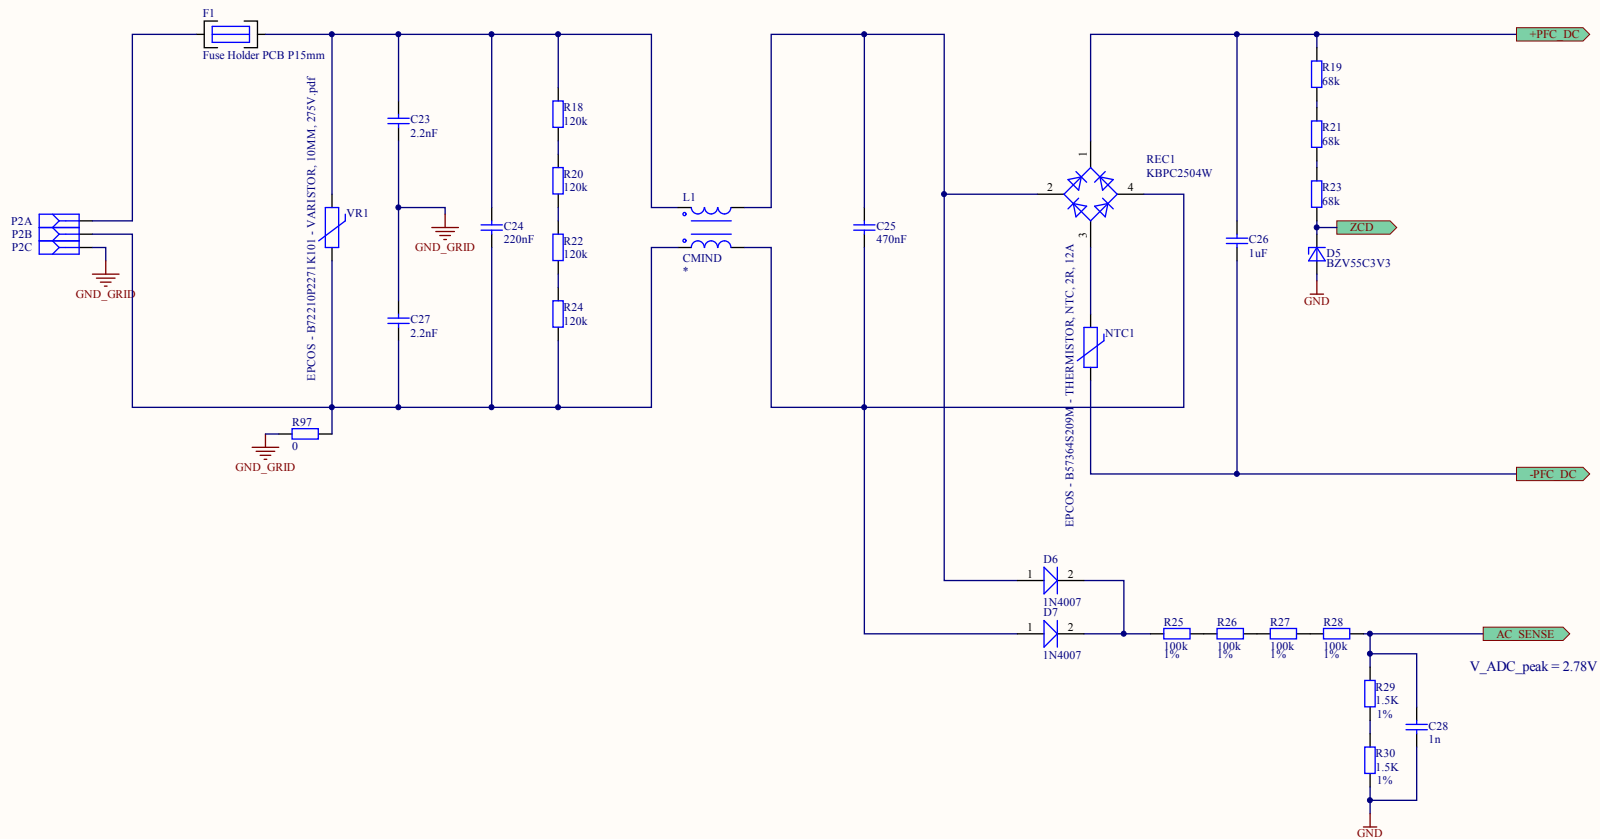 F1
Fuse Holder PCB P15mm
EPCOS - B72210P2271K101 - VARISTOR, 10MM, 275V.pdf
VR1
P2A
P2B
P2C
GND_GRID
C23
2.2nF
GND_GRID
C27
2.2nF
R97
0
GND_GRID
C24
220nF
R18
120k
R20
120k
R22
120k
R24
120k
L1
CMIND
*
C25
470nF
REC1
KBPC2504W
1
2
4
3
EPCOS - B57364S209M - THERMISTOR, NTC, 2R, 12A
NTC1
C26
1uF
+PFC_DC
R19
68k
R21
68k
R23
68k
ZCD
D5
BZV55C3V3
GND
-PFC_DC
D6
1 2
1N4007
D7
1 2
1N4007
R25
100k
1%
R26
100k
1%
R27
100k
1%
R28
100k
1%
AC_SENSE
V_ADC_peak = 2.78V
R29
1.5K
1%
C28
1n
R30
1.5K
1%
GND